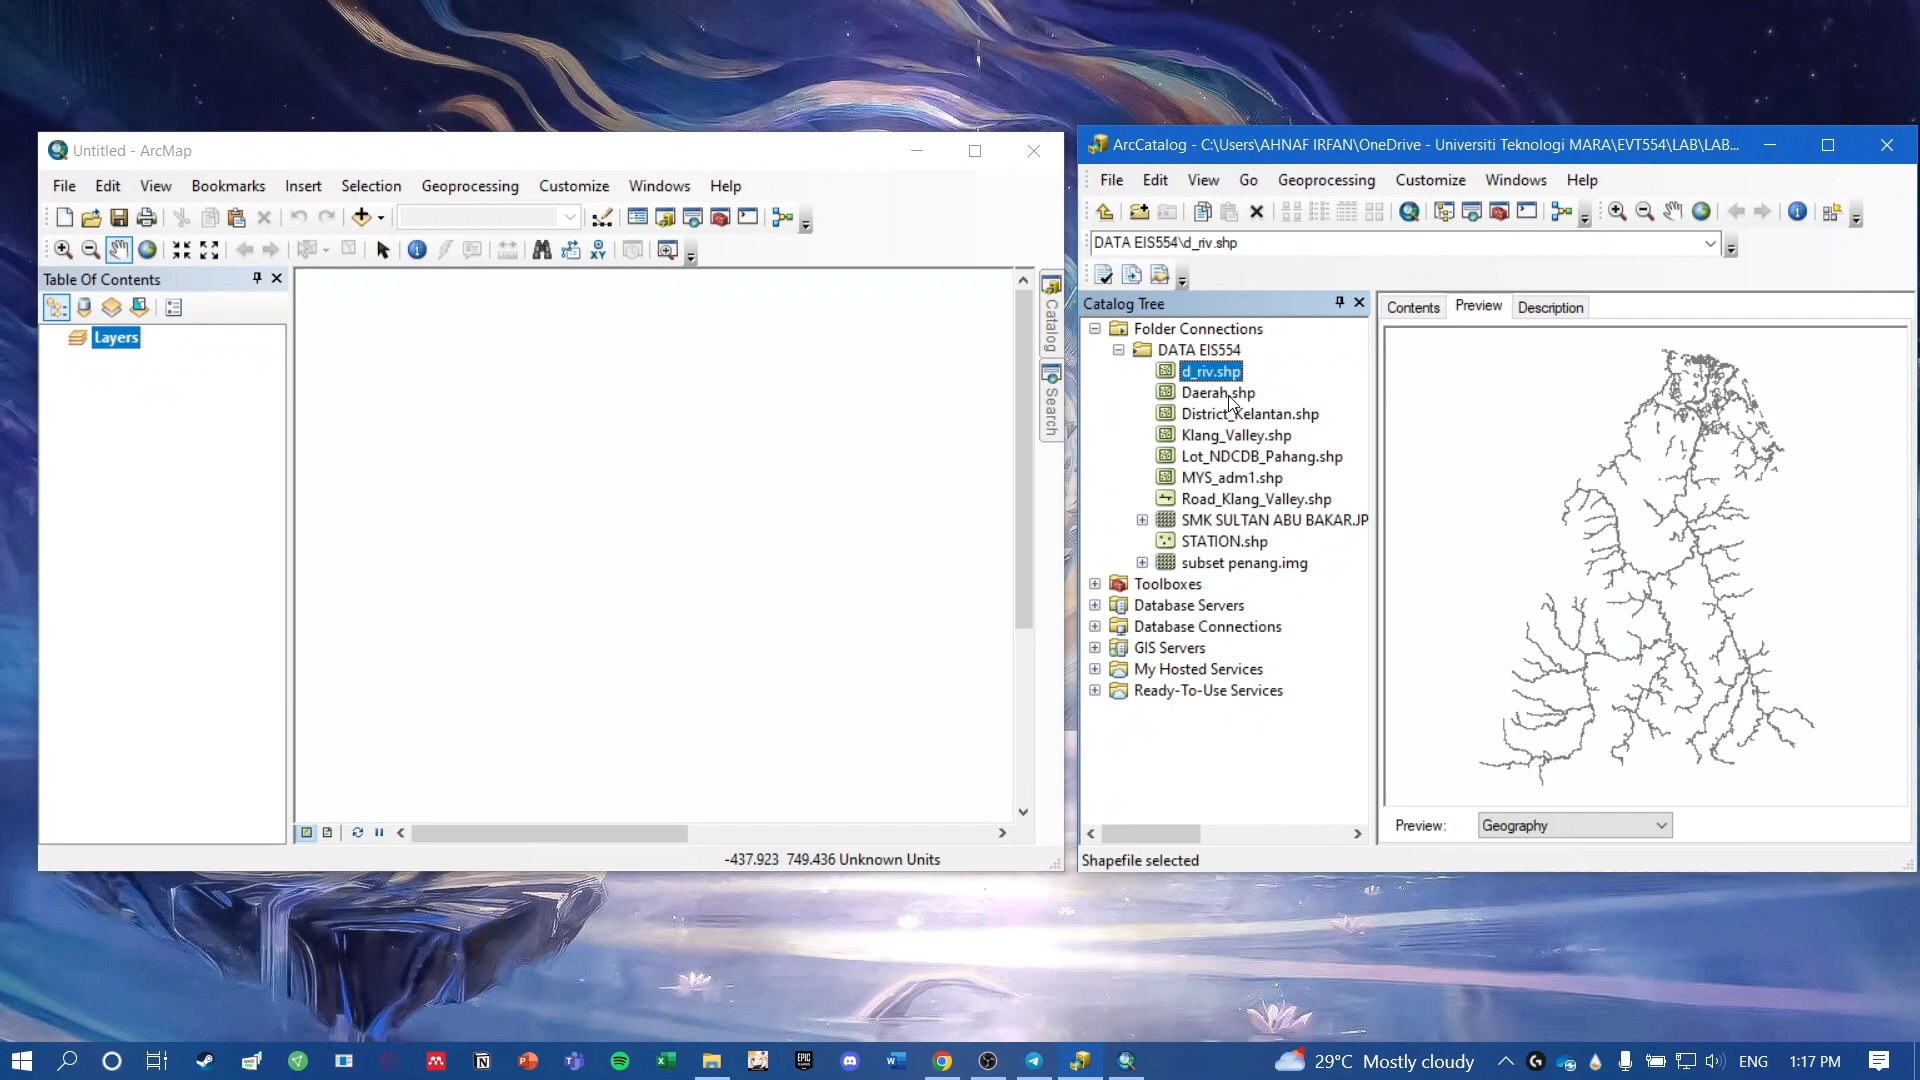 Untitled - ArcMap
File Edit View Bookmarks Insert Selection Geoprocessing Customize Windows Help
Table Of Contents
Layers
Catalog
Search
-437.923 749.436 Unknown Units
ArcCatalog - C:\Users\AHNAF IRFAN\OneDrive - Universiti Teknologi MARA\EVT554\LAB\LAB...
File Edit View Go Geoprocessing Customize Windows Help
DATA EIS554\d_riv.shp
Catalog Tree
Folder Connections
DATA EIS554
d_riv.shp
Daerah.shp
District_Kelantan.shp
Klang_Valley.shp
Lot_NDCDB_Pahang.shp
MYS_adm1.shp
Road_Klang_Valley.shp
SMK SULTAN ABU BAKAR.JP
STATION.shp
subset penang.img
Toolboxes
Database Servers
Database Connections
GIS Servers
My Hosted Services
Ready-To-Use Services
Contents Preview Description
Preview: Geography
Shapefile selected
29°C Mostly cloudy ENG 1:17 PM